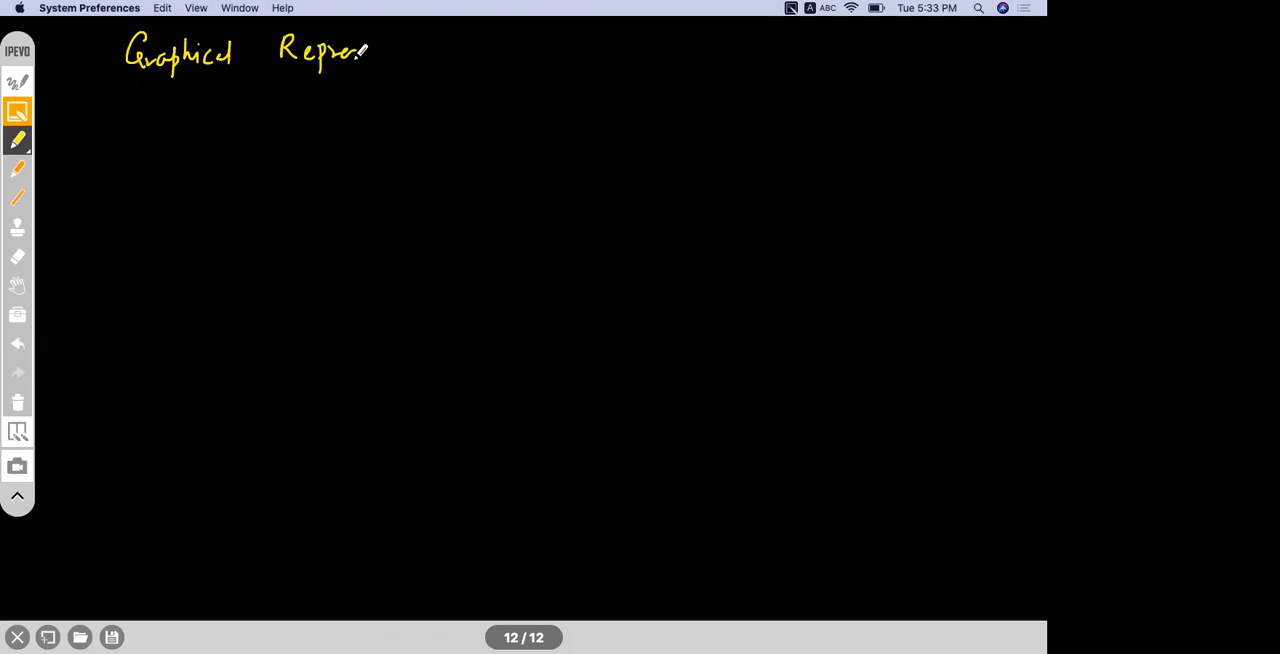 System Preferences Edit View Window Help A ABC Tue 5:33 PM
IPEVO
Graphical Repre
12 / 12